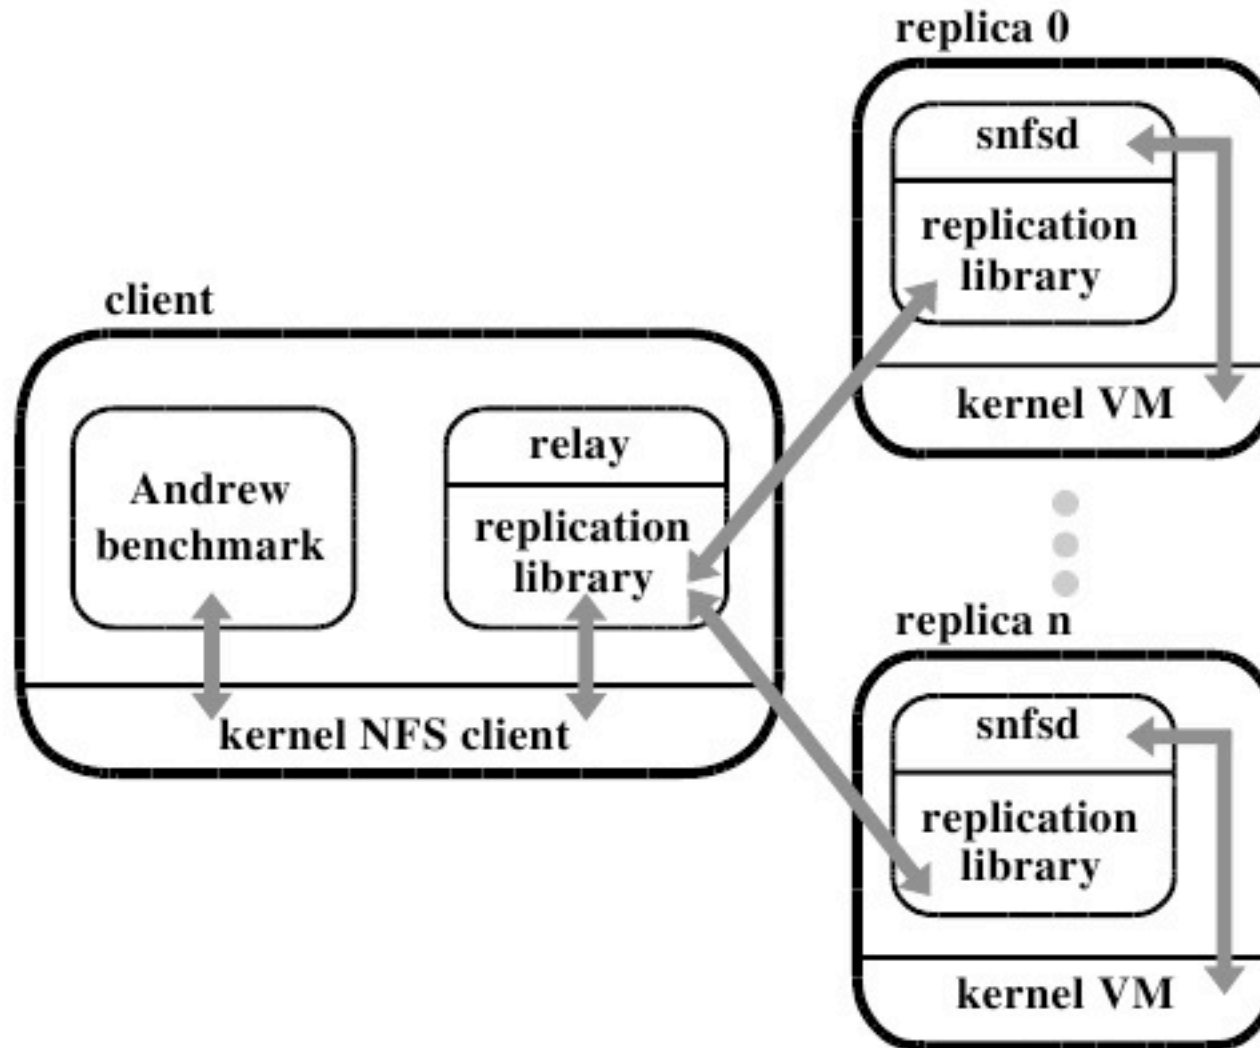 replica 0
snfsd
replication
library
kernel VM
client
Andrew
benchmark
relay
replication
library
kernel NFS client
replica n
snfsd
replication
library
kernel VM